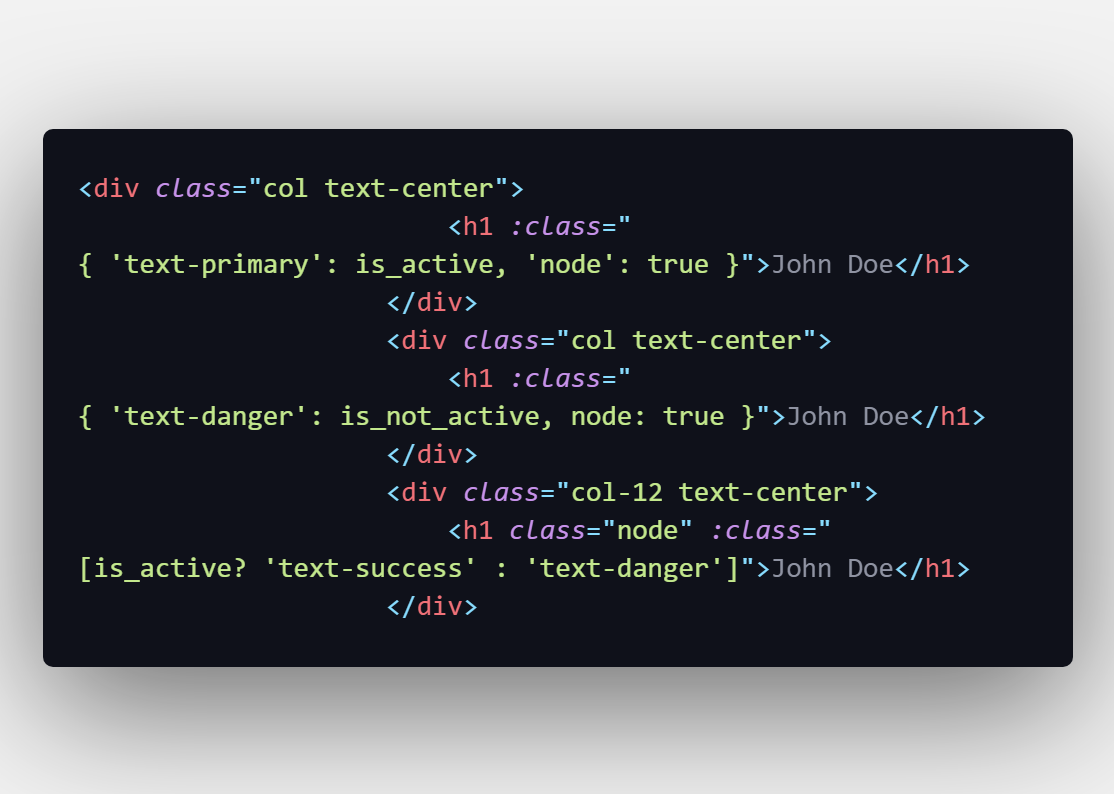 <div class="col text-center">
                        <h1 :class="
{ 'text-primary': is_active, 'node': true }">John Doe</h1>
                    </div>
                    <div class="col text-center">
                        <h1 :class="
{ 'text-danger': is_not_active, node: true }">John Doe</h1>
                    </div>
                    <div class="col-12 text-center">
                        <h1 class="node" :class="
[is_active? 'text-success' : 'text-danger']">John Doe</h1>
                    </div>